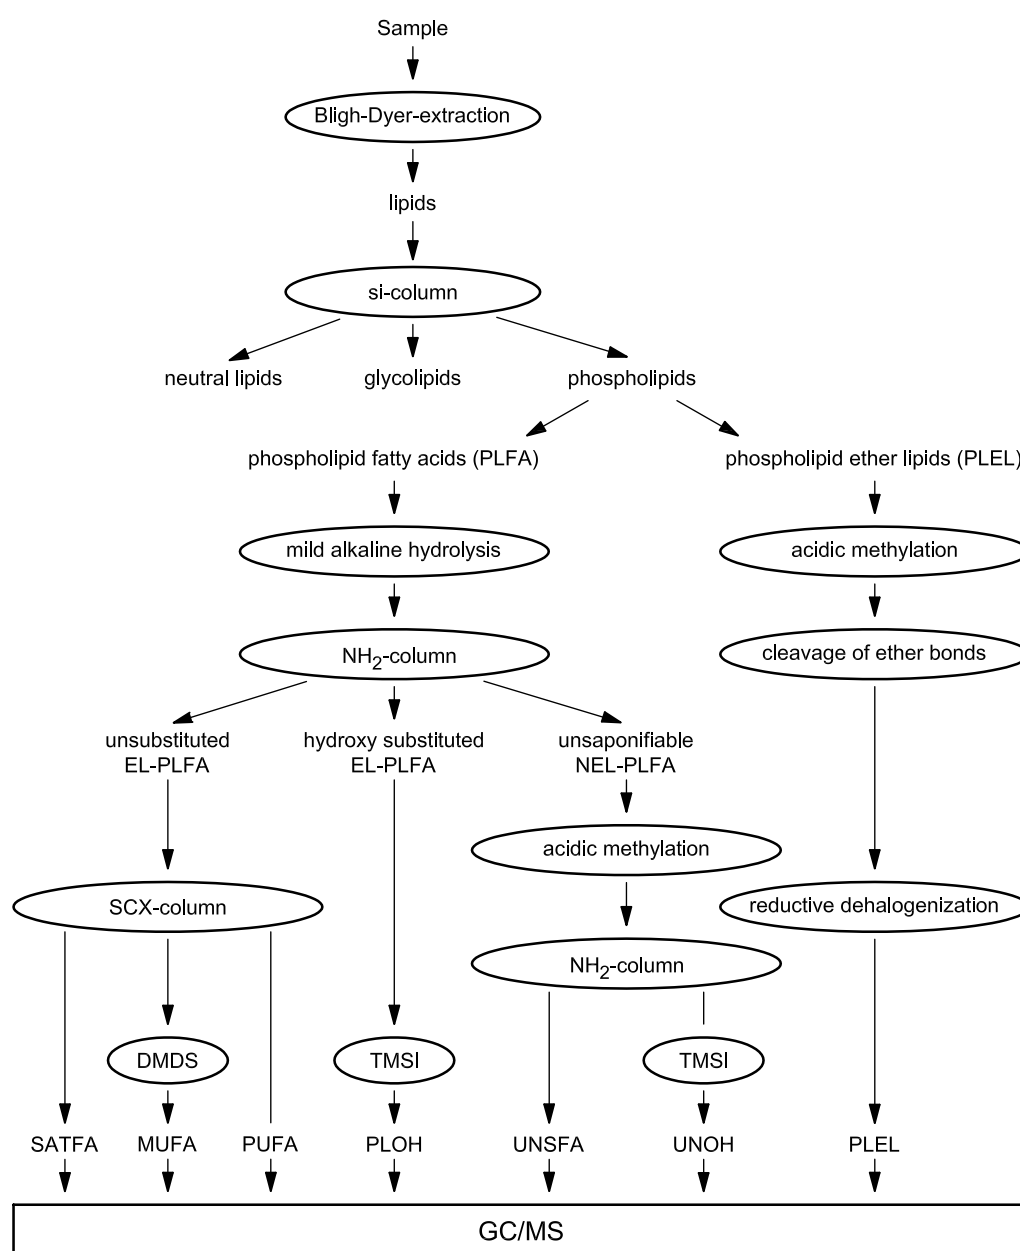 Sample
Bligh-Dyer-extraction
lipids
si-column
neutral lipids
glycolipids
phospholipids
phospholipid fatty acids (PLFA)
phospholipid ether lipids (PLEL)
mild alkaline hydrolysis
acidic methylation
NH2-column
cleavage of ether bonds
unsubstituted
EL-PLFA
hydroxy substituted
EL-PLFA
unsaponifiable
NEL-PLFA
acidic methylation
SCX-column
reductive dehalogenization
NH2-column
DMDS
TMSI
TMSI
SATFA
MUFA
PUFA
PLOH
UNSFA
UNOH
PLEL
GC/MS